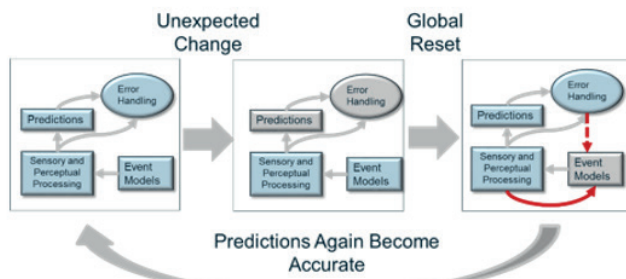 Unexpected
Change
Global
Reset
Error
Handling
Predictions
Sensory and
Perceptual
Processing
Event
Models
Error
Handling
Predictions
Sensory and
Perceptual
Processing
Event
Models
Error
Handling
Predictions
Sensory and
Perceptual
Processing
Event
Models
Predictions Again Become
Accurate